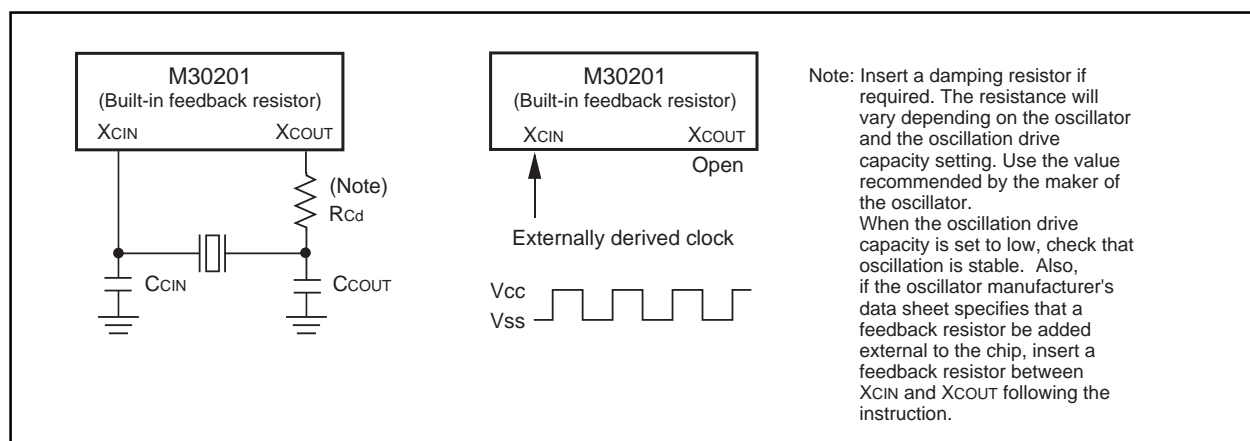 M30201
(Built-in feedback resistor)
XCIN XCOUT
(Note)
RCd
CCIN CCOUT
M30201
(Built-in feedback resistor)
XCIN XCOUT
Open
Externally derived clock
Vcc
Vss
Note: Insert a damping resistor if
required. The resistance will
vary depending on the oscillator
and the oscillation drive
capacity setting. Use the value
recommended by the maker of
the oscillator.
When the oscillation drive
capacity is set to low, check that
oscillation is stable. Also,
if the oscillator manufacturer's
data sheet specifies that a
feedback resistor be added
external to the chip, insert a
feedback resistor between
XCIN and XCOUT following the
instruction.